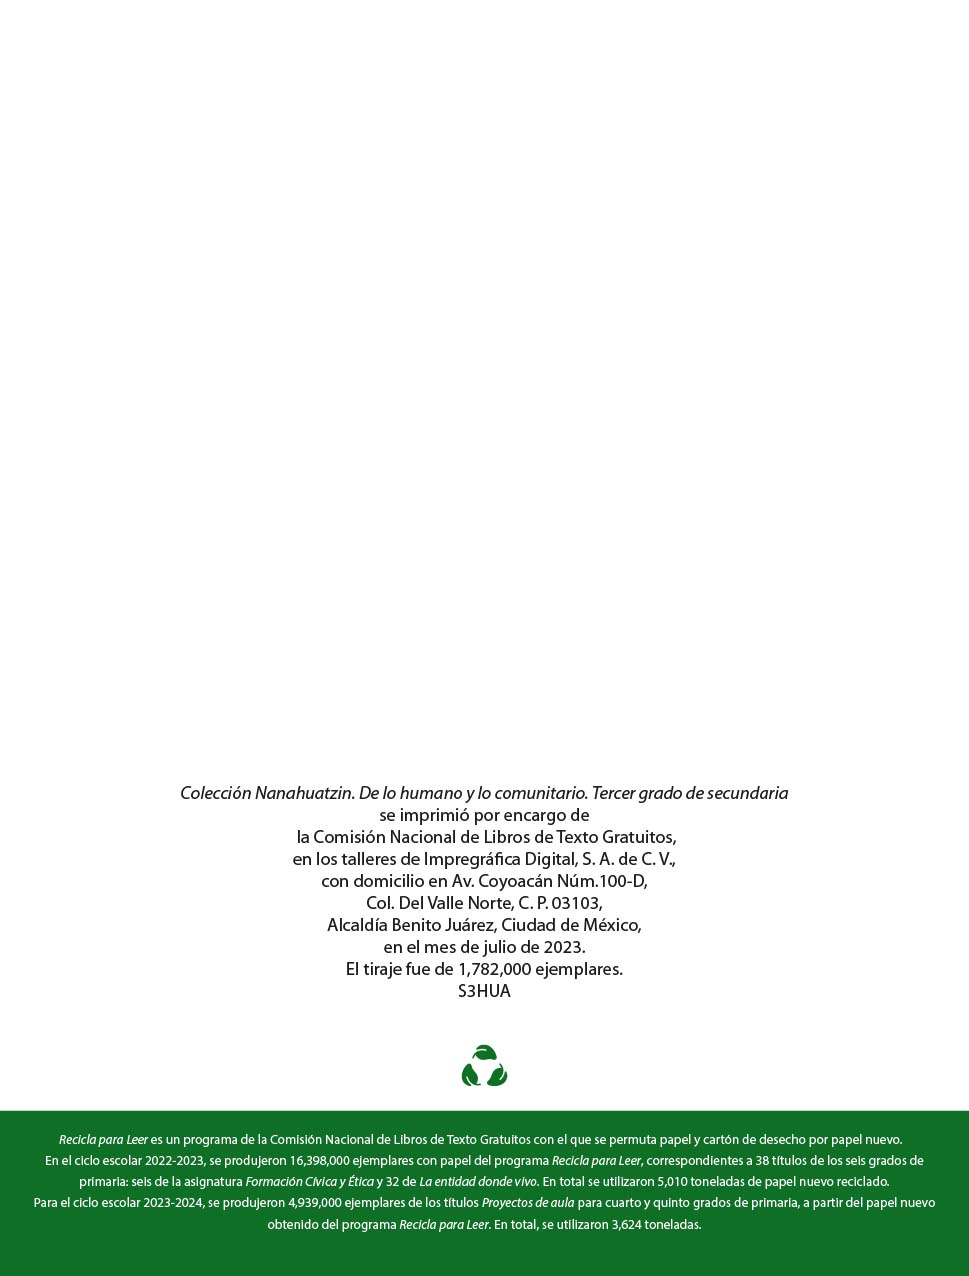 Colección Nanahuatzin. De lo humano y lo comunitario. Tercer grado de secundaria
se imprimió por encargo de
la Comisión Nacional de Libros de Texto Gratuitos,
en los talleres de Impregráfica Digital, S. A. de C. V.,
con domicilio en Av. Coyoacán Núm.100-D,
Col. Del Valle Norte, C. P. 03103,
Alcaldía Benito Juárez, Ciudad de México,
en el mes de julio de 2023.
El tiraje fue de 1,782,000 ejemplares.
S3HUA
Recicla para Leer es un programa de la Comisión Nacional de Libros de Texto Gratuitos con el que se permuta papel y cartón de desecho por papel nuevo.
En el ciclo escolar 2022-2023, se produjeron 16,398,000 ejemplares con papel del programa Recicla para Leer, correspondientes a 38 títulos de los seis grados de
primaria: seis de la asignatura Formación Cívica y Ética y 32 de La entidad donde vivo. En total se utilizaron 5,010 toneladas de papel nuevo reciclado.
Para el ciclo escolar 2023-2024, se produjeron 4,939,000 ejemplares de los títulos Proyectos de aula para cuarto y quinto grados de primaria, a partir del papel nuevo
obtenido del programa Recicla para Leer. En total, se utilizaron 3,624 toneladas.